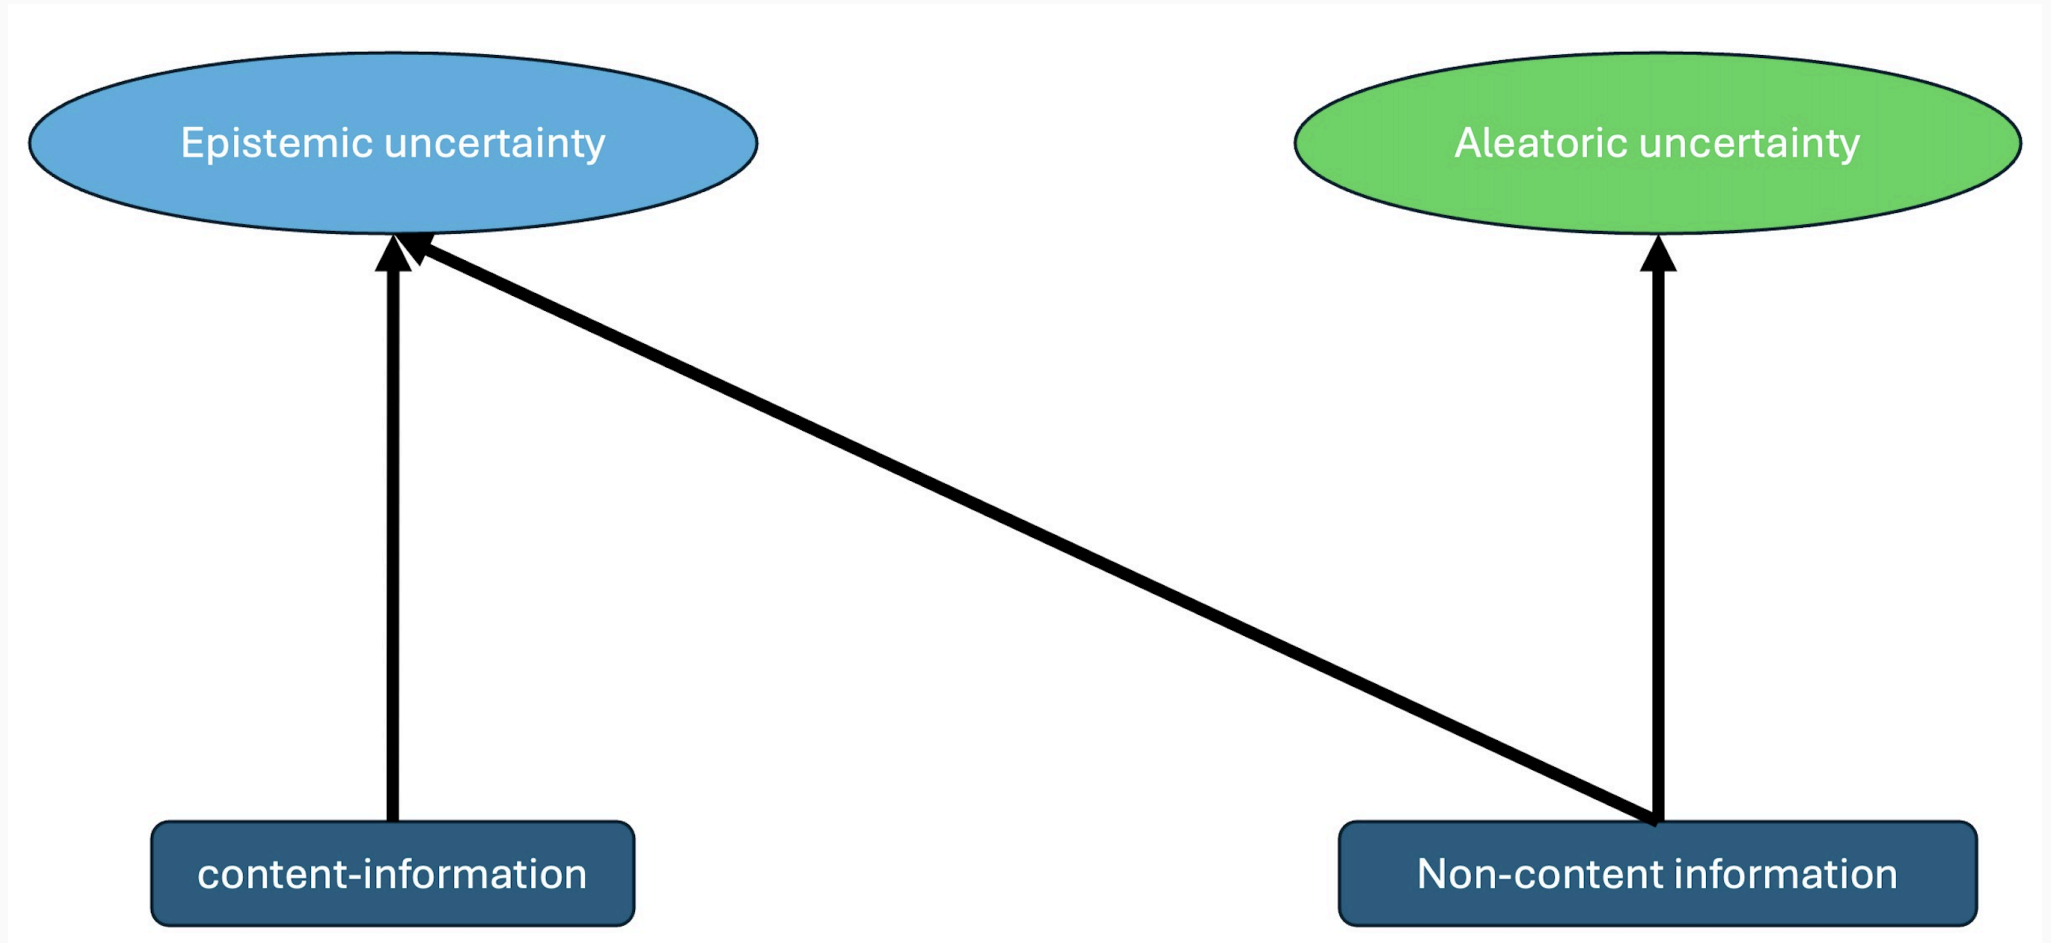 Epistemic uncertainty
Aleatoric uncertainty
content-information
Non-content information